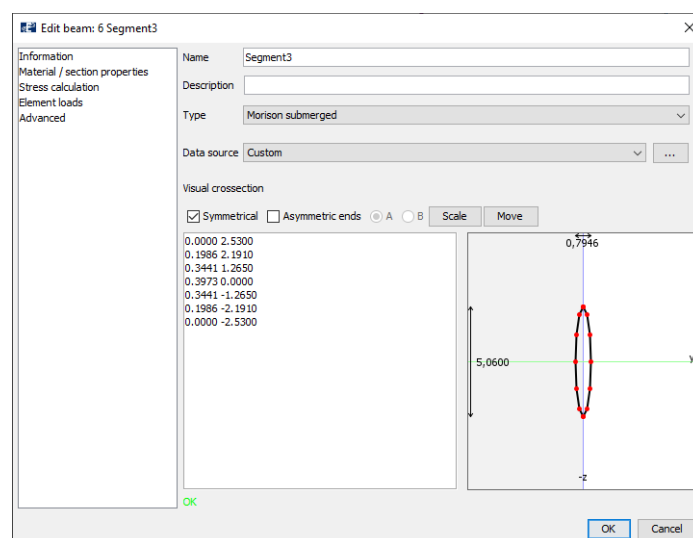 Edit beam: 6 Segment3
Information
Material / section properties
Stress calculation
Element loads
Advanced
Name Segment3
Description
Type Morison submerged
Data source Custom ...
Visual crossection
Symmetrical Asymmetric ends A B Scale Move
0.0000 2.5300
0.1986 2.1910
0.3441 1.2650
0.3973 0.0000
0.3441 -1.2650
0.1986 -2.1910
0.0000 -2.5300
0,7946
5,0600
y
-z
OK
OK Cancel